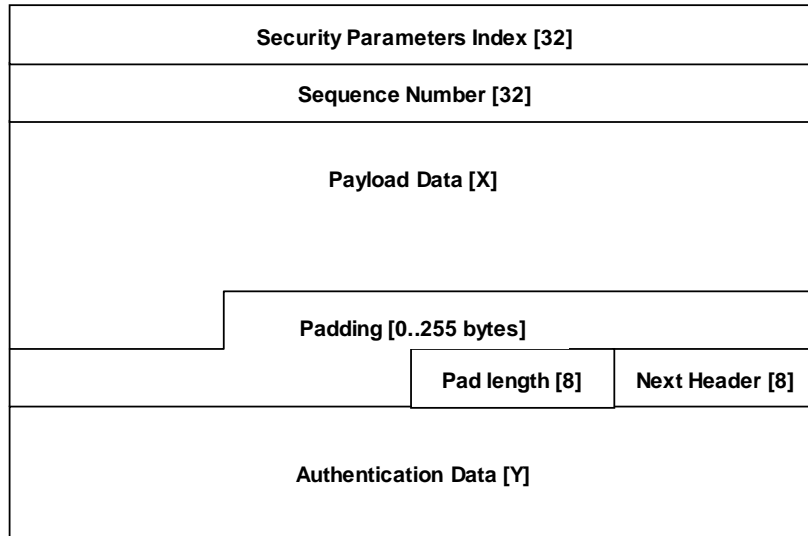 Security Parameters Index [32]
Sequence Number [32]
Payload Data [X]
Padding [0..255 bytes]
Pad length [8] Next Header [8]
Authentication Data [Y]